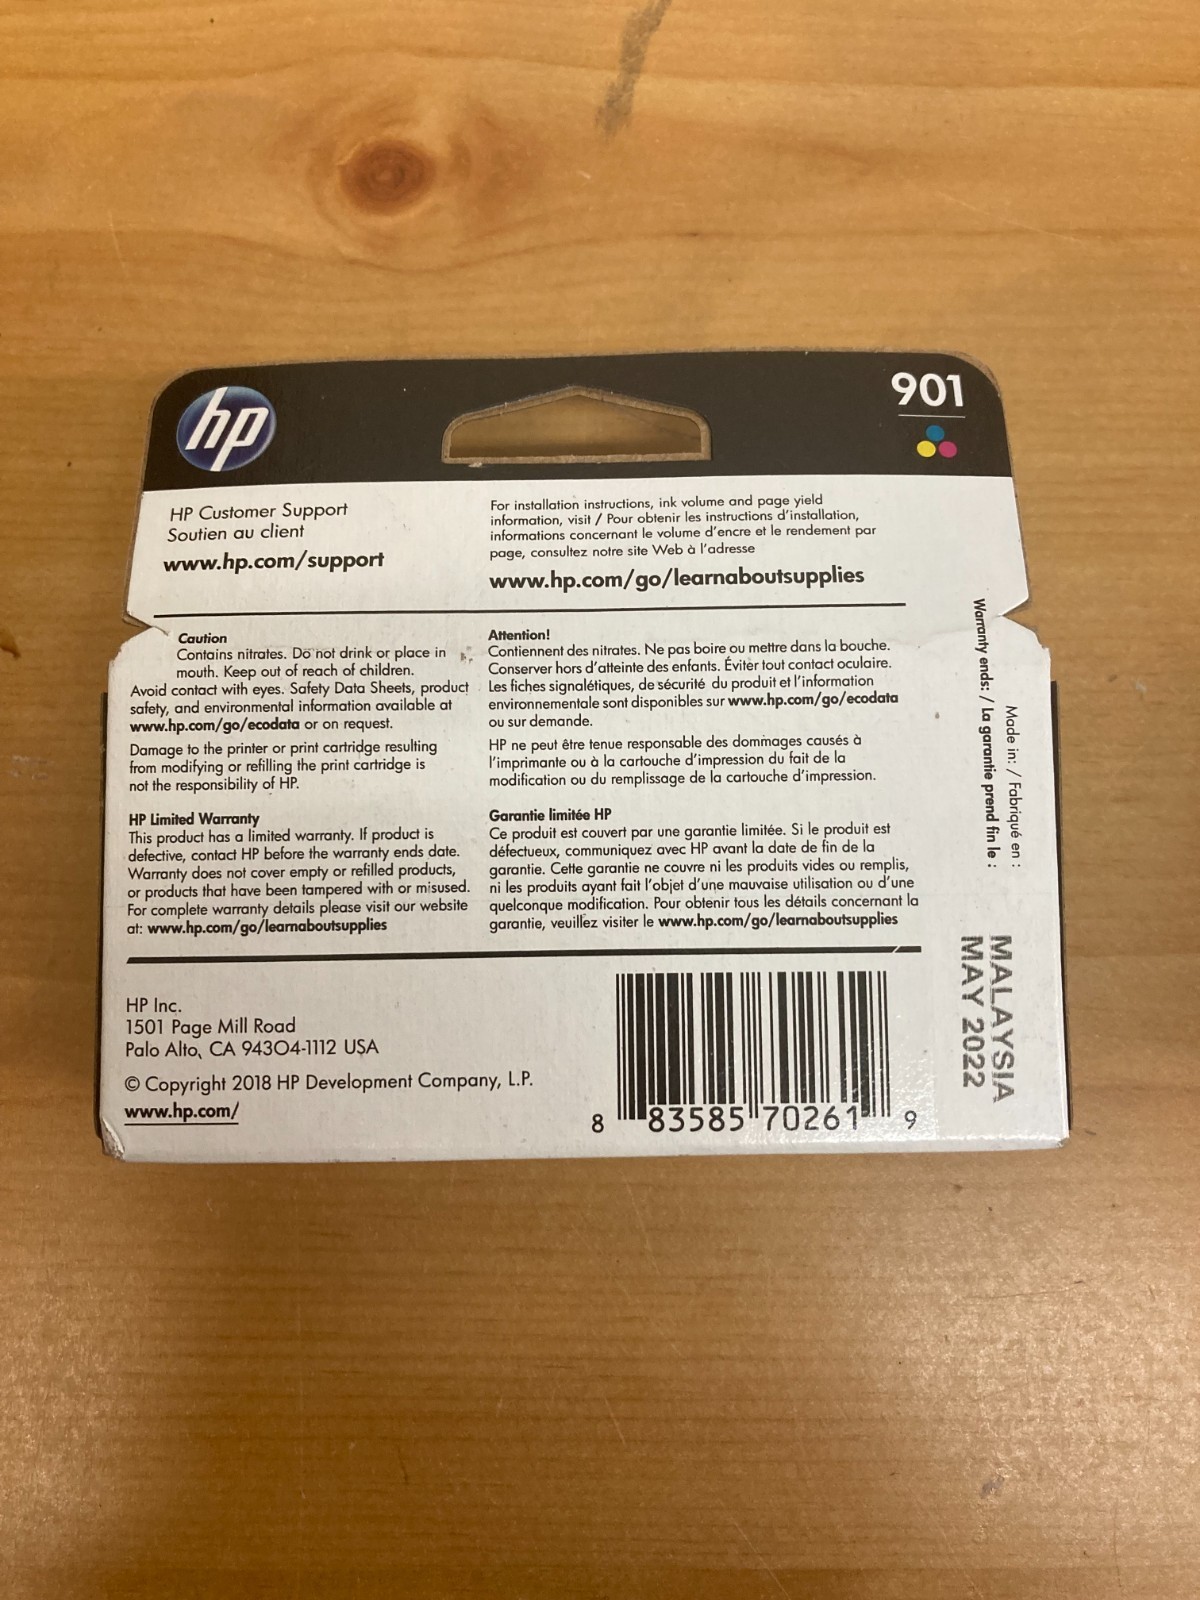 hp
901
HP Customer Support
Soutien au client
www.hp.com/support
For installation instructions, ink volume and page yield
information, visit / Pour obtenir les instructions d'installation,
informations concernant le volume d'encre et le rendement par
page, consultez notre site Web à l'adresse
www.hp.com/go/learnaboutsupplies
Caution
Contains nitrates. Do not drink or place in
mouth. Keep out of reach of children.
Avoid contact with eyes. Safety Data Sheets, product
safety, and environmental information available at
www.hp.com/go/ecodata or on request.
Damage to the printer or print cartridge resulting
from modifying or refilling the print cartridge is
not the responsibility of HP.
HP Limited Warranty
This product has a limited warranty. If product is
defective, contact HP before the warranty ends date.
Warranty does not cover empty or refilled products,
or products that have been tampered with or misused.
For complete warranty details please visit our website
at: www.hp.com/go/learnaboutsupplies
Attention!
Contiennent des nitrates. Ne pas boire ou mettre dans la bouche.
Conserver hors d'atteinte des enfants. Éviter tout contact oculaire.
Les fiches signalétiques, de sécurité du produit et l'information
environnementale sont disponibles sur www.hp.com/go/ecodata
ou sur demande.
HP ne peut être tenue responsable des dommages causés à
l'imprimante ou à la cartouche d'impression du fait de la
modification ou du remplissage de la cartouche d'impression.
Garantie limitée HP
Ce produit est couvert par une garantie limitée. Si le produit est
défectueux, communiquez avec HP avant la date de fin de la
garantie. Cette garantie ne couvre ni les produits vides ou remplis,
ni les produits ayant fait l'objet d'une mauvaise utilisation ou d'une
quelconque modification. Pour obtenir tous les détails concernant la
garantie, veuillez visiter le www.hp.com/go/learnaboutsupplies
Made in: / Fabriqué en :
Warranty ends: / La garantie prend fin le :
MALAYSIA
MAY 2022
HP Inc.
1501 Page Mill Road
Palo Alto, CA 94304-1112 USA
© Copyright 2018 HP Development Company, L.P.
www.hp.com/
8 83585 70261 9